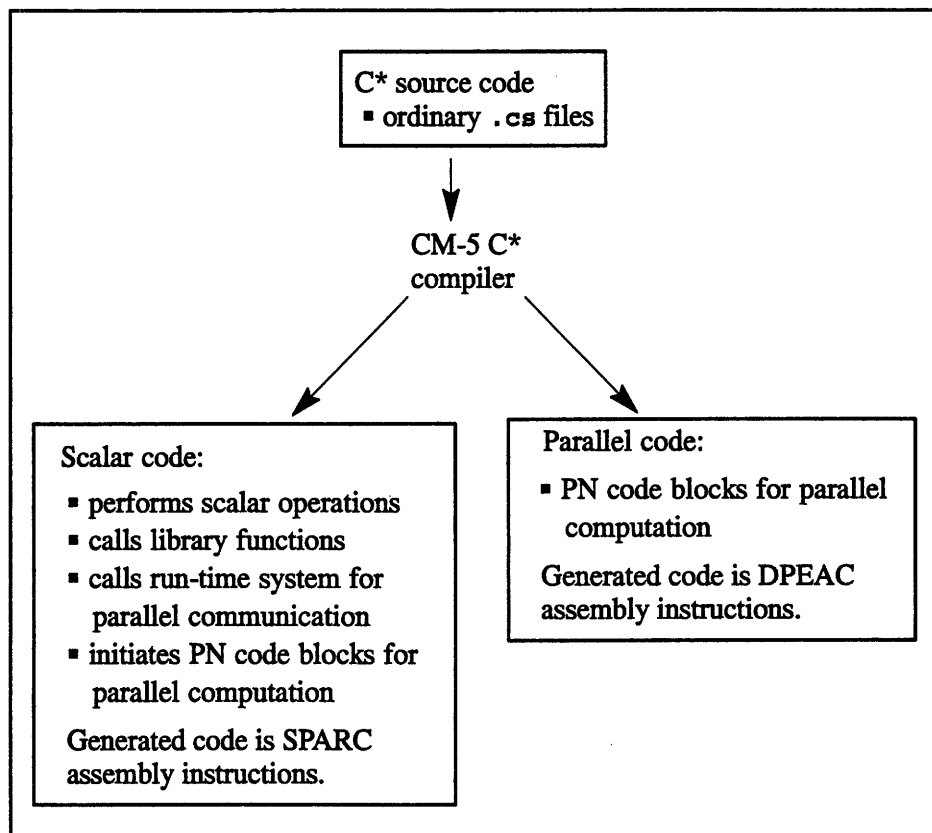 C* source code
▪ ordinary .cs files
CM-5 C*
compiler
Scalar code:
▪ performs scalar operations
▪ calls library functions
▪ calls run-time system for
parallel communication
▪ initiates PN code blocks for
parallel computation
Generated code is SPARC
assembly instructions.
Parallel code:
▪ PN code blocks for parallel
computation
Generated code is DPEAC
assembly instructions.